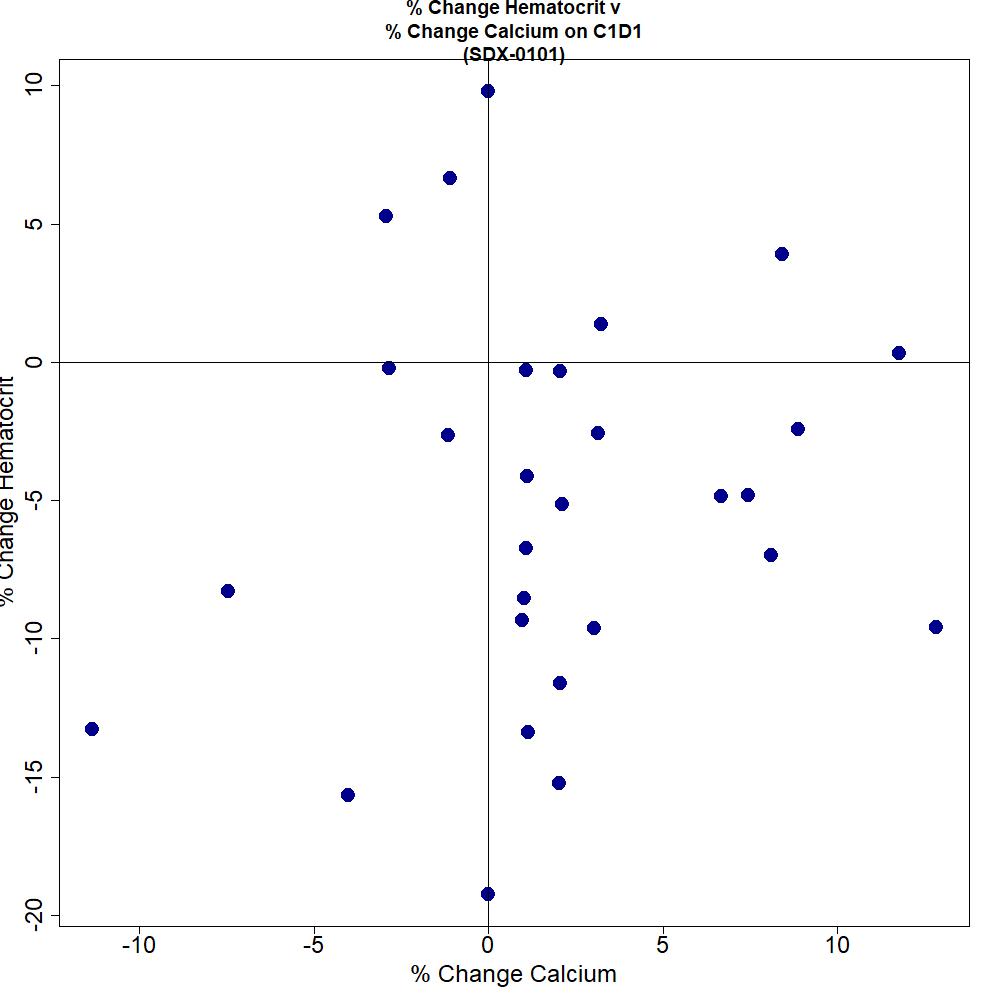 % Change Hematocrit v
% Change Calcium on C1D1
(SDX-0101)
10
5
0
-5
-10
-15
-20
% Change Hematocrit
-10
-5
0
5
10
% Change Calcium